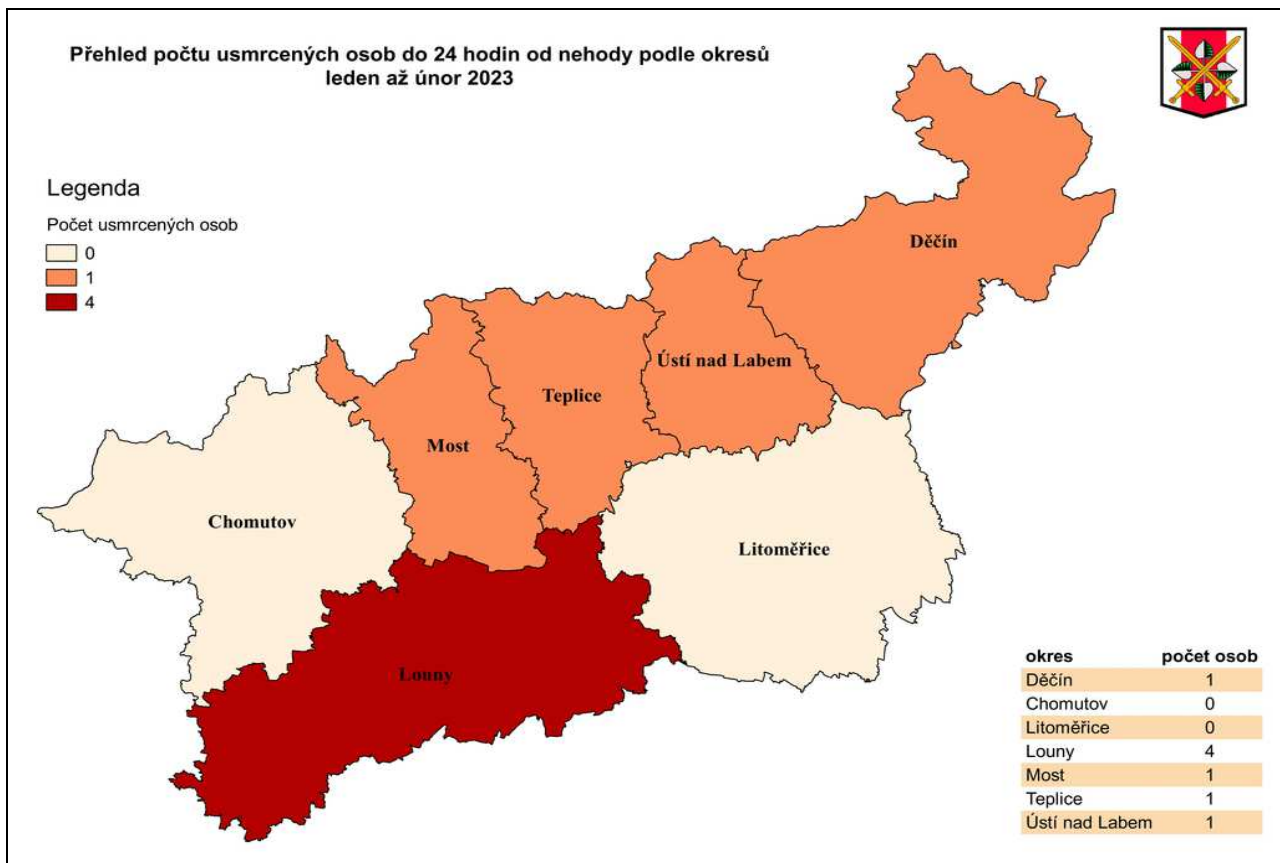 Přehled počtu usmrcených osob do 24 hodin od nehody podle okresů
leden až únor 2023
Legenda
Počet usmrcených osob
0
1
4
Děčín
Ústí nad Labem
Teplice
Most
Chomutov
Litoměřice
Louny
okres počet osob
Děčín 1
Chomutov 0
Litoměřice 0
Louny 4
Most 1
Teplice 1
Ústí nad Labem 1